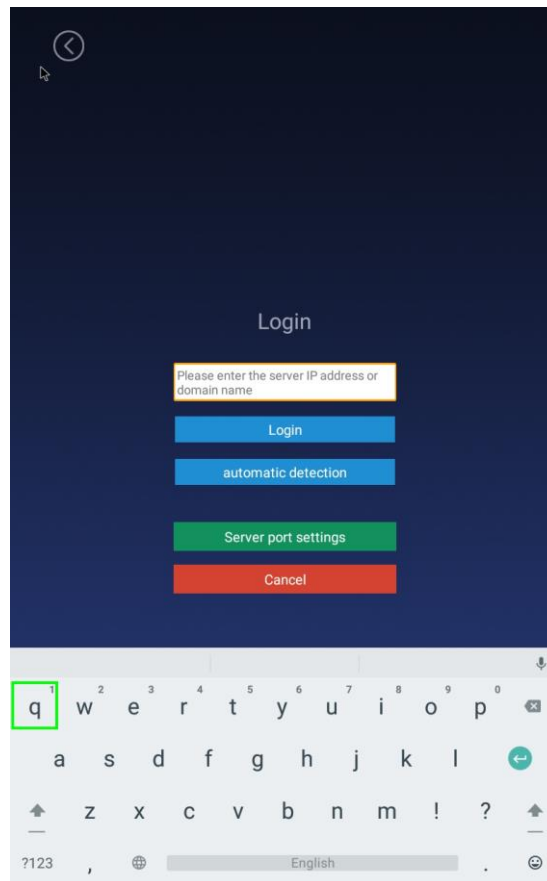 Login
Please enter the server IP address or
domain name
Login
automatic detection
Server port settings
Cancel
q 1 w 2 e 3 r 4 t 5 y 6 u 7 i 8 o 9 p 0
a s d f g h j k l
z x c v b n m ! ?
?123 , English .